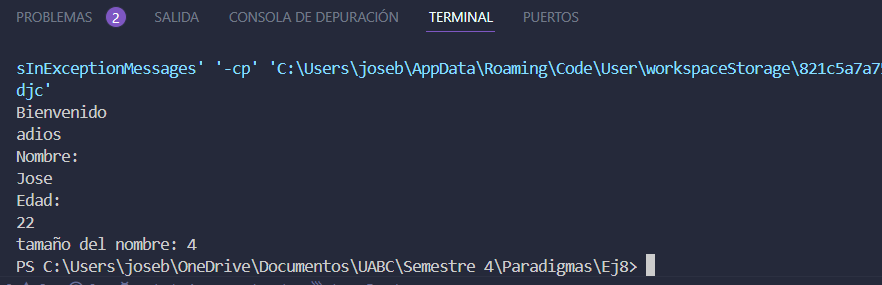 PROBLEMAS 2 SALIDA CONSOLA DE DEPURACIÓN TERMINAL PUERTOS
sInExceptionMessages' '-cp' 'C:\Users\joseb\AppData\Roaming\Code\User\workspaceStorage\821c5a7a75
djc'
Bienvenido
adios
Nombre:
Jose
Edad:
22
tamaño del nombre: 4
PS C:\Users\joseb\OneDrive\Documentos\UABC\Semestre 4\Paradigmas\Ej8>